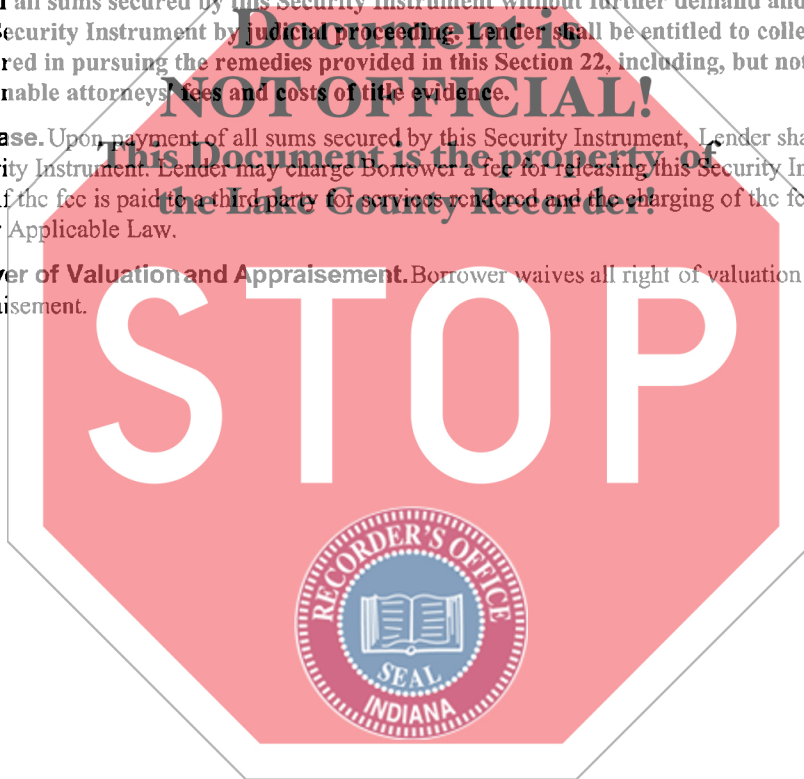 all sums secured by this Security Instrument without further demand and
Security Instrument by judicial proceeding. Lender shall be entitled to colle
red in pursuing the remedies provided in this Section 22, including, but not
nable attorneys' fees and costs of title evidence.
ase. Upon payment of all sums secured by this Security Instrument, Lender sha
ity Instrument. Lender may charge Borrower a fee for releasing this Security In
f the fee is paid to a third party for services rendered and the charging of the fe
Applicable Law.
er of Valuation and Appraisement. Borrower waives all right of valuation
isement.
Document is
NOT OFFICIAL!
This Document is the property of
the Lake County Recorder!
STOP
RECORDER'S OFFICE
SEAL
INDIANA